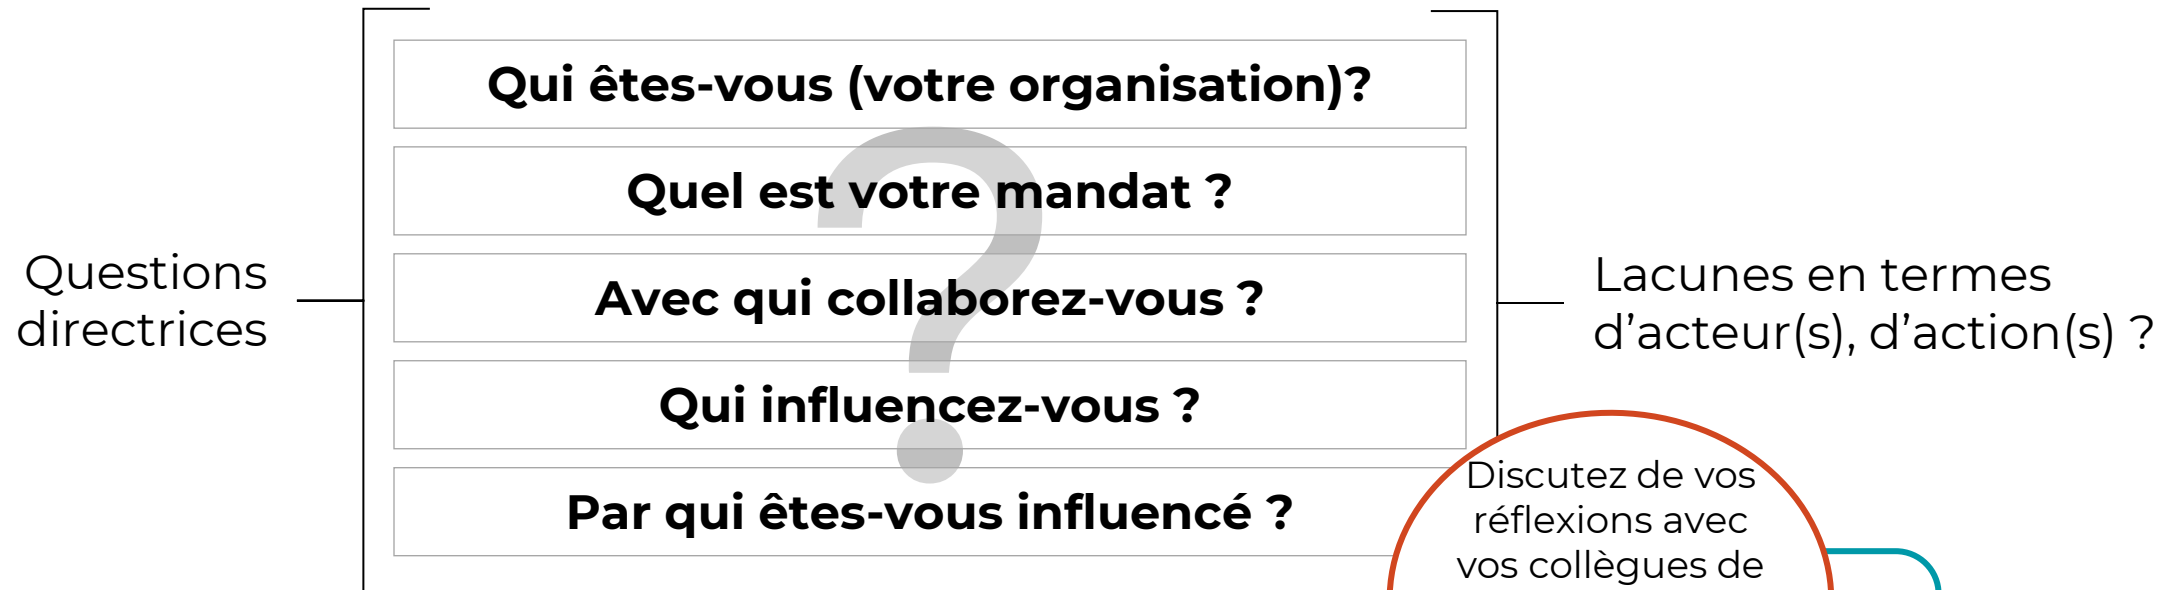 Questions
directrices
Qui êtes-vous (votre organisation)?
Quel est votre mandat ?
Avec qui collaborez-vous ?
Qui influencez-vous ?
Par qui êtes-vous influencé ?
?
Lacunes en termes
d’acteur(s), d’action(s) ?
Discutez de vos
réflexions avec
vos collègues de